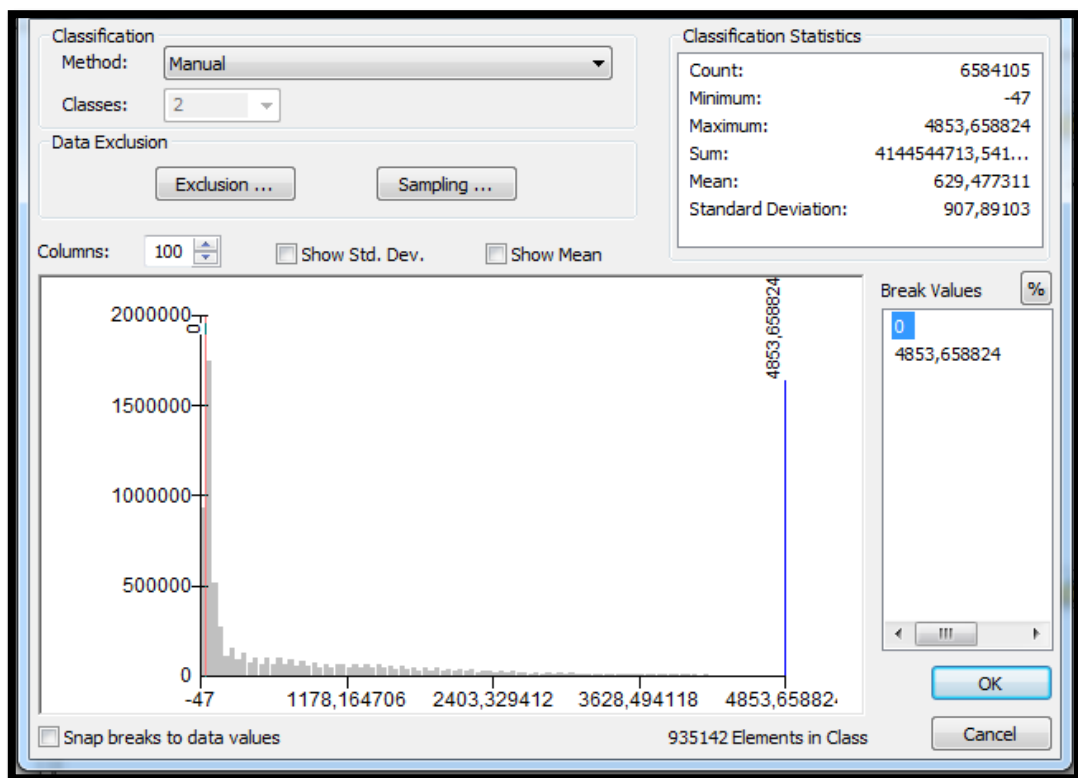 Classification
Method:
Manual
Classes:
2
Data Exclusion
Exclusion ...
Sampling ...
Classification Statistics
Count: 6584105
Minimum: -47
Maximum: 4853,658824
Sum: 4144544713,541...
Mean: 629,477311
Standard Deviation: 907,89103
Columns:
100
Show Std. Dev.
Show Mean
Break Values
%
0
4853,658824
0
4853,658824
2000000
1500000
1000000
500000
0
-47 1178,164706 2403,329412 3628,494118 4853,65882
Snap breaks to data values
935142 Elements in Class
OK
Cancel